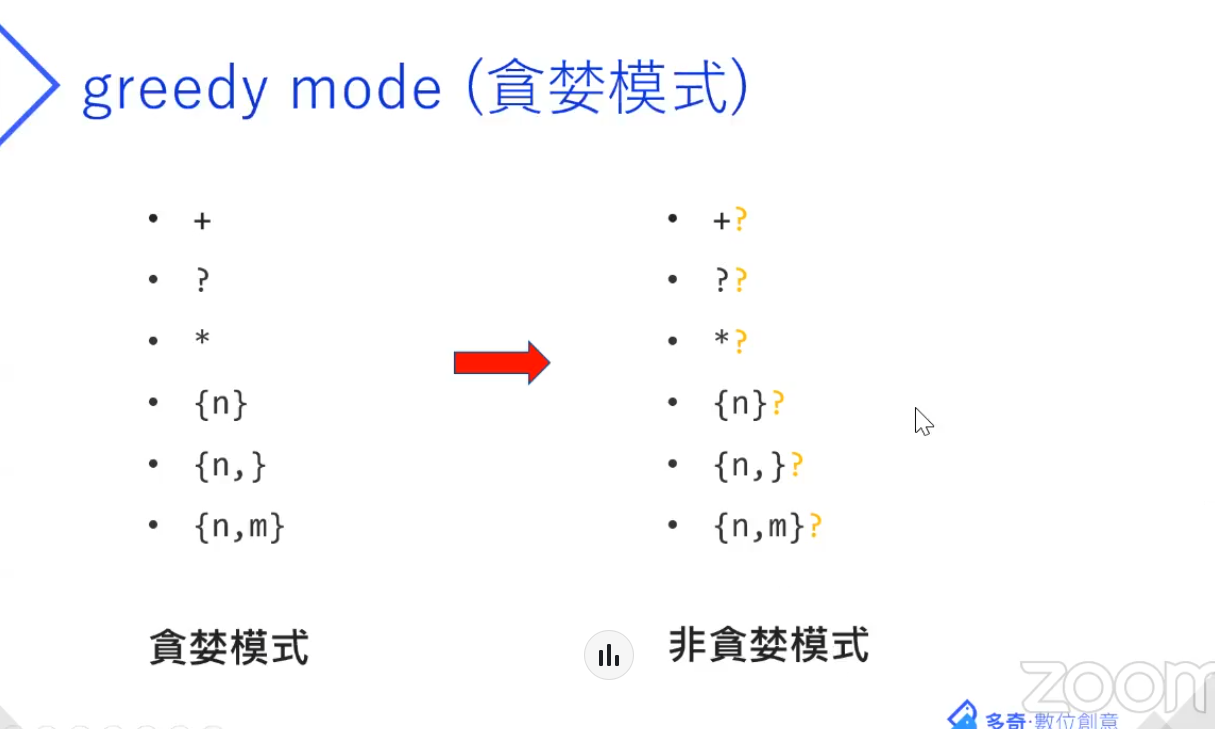 greedy mode (貪婪模式)
• +
• ?
• *
• {n}
• {n,}
• {n,m}
貪婪模式
• +?
• ??
• *?
• {n}?
• {n,}?
• {n,m}?
非貪婪模式
zoom
多奇·數位創意